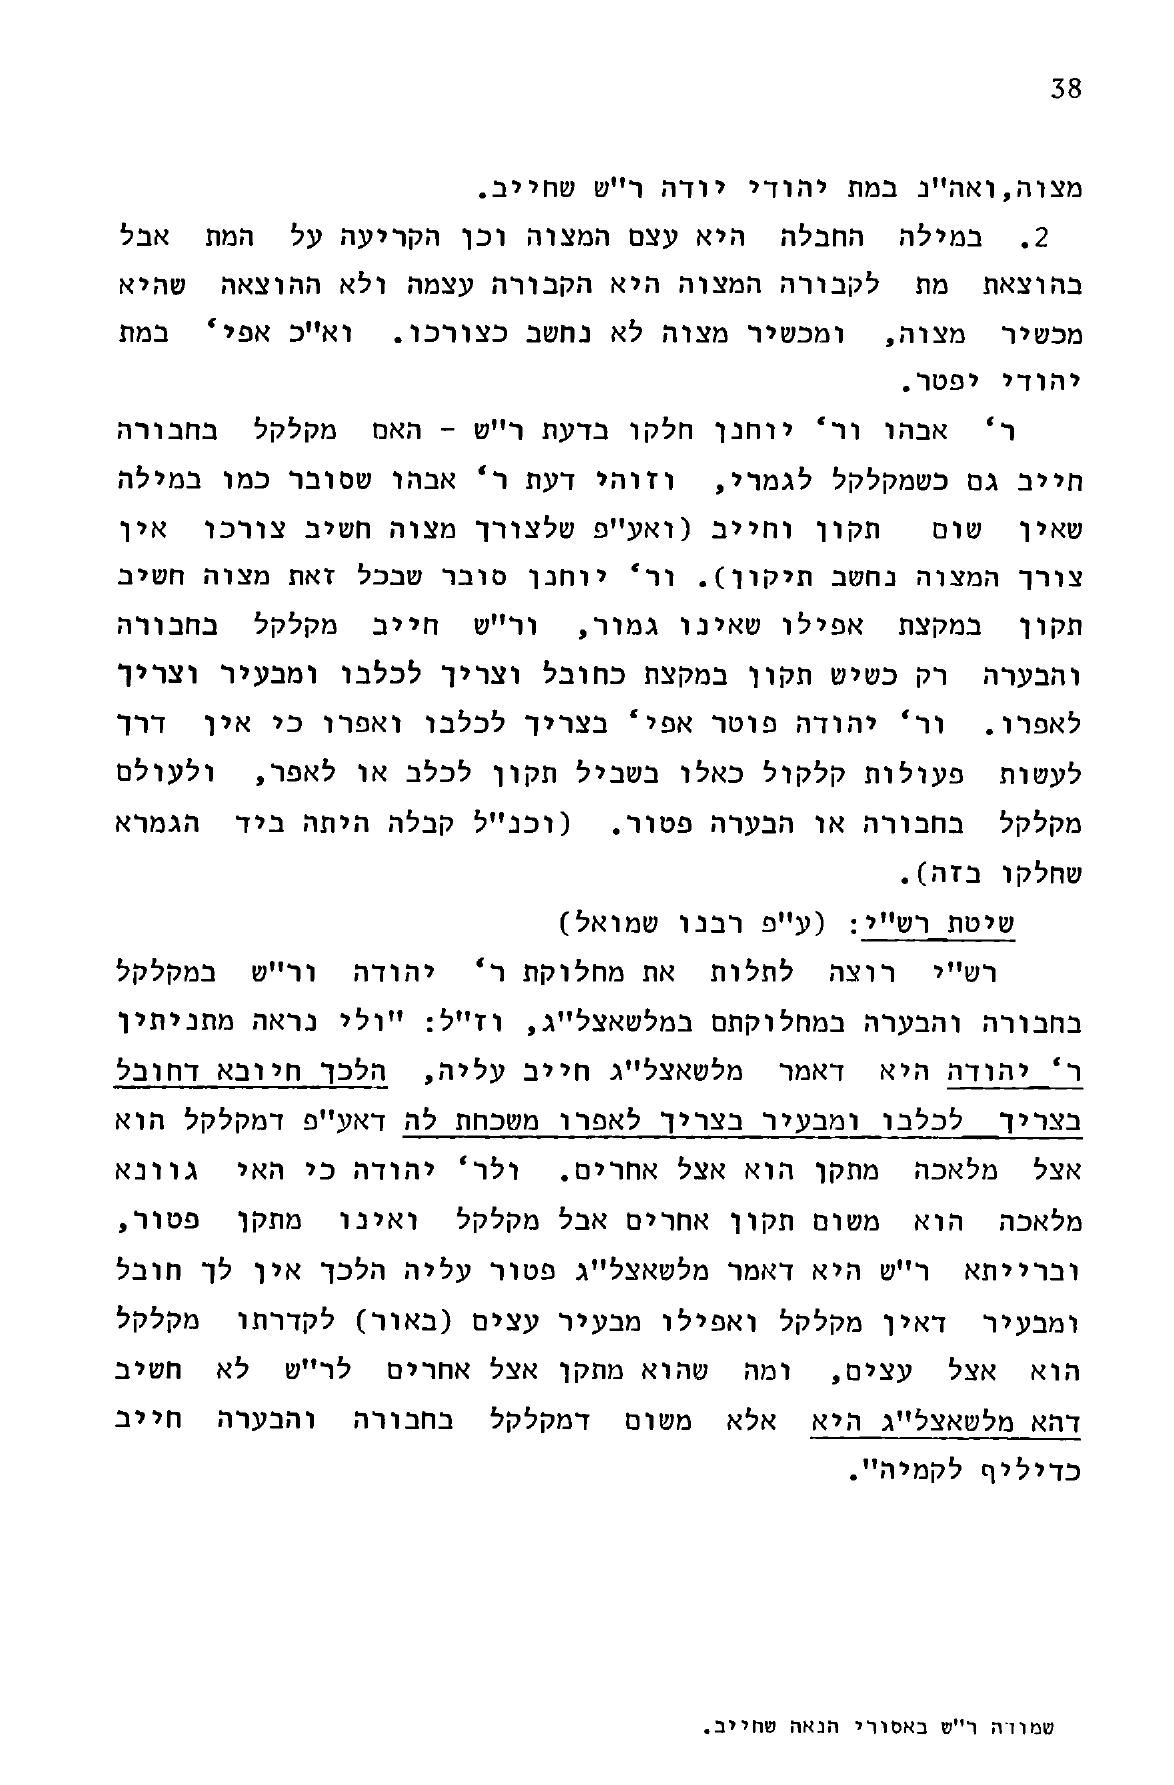 38
מצוה,ואה"נ במת יהודי יודה ר"ש שחייב.
2. במילה החבלה היא עצם המצוה וכן הקריעה על המת אבל
בהוצאת מת לקבורה המצוה היא הקבורה עצמה ולא ההוצאה שהיא
מכשיר מצוה, ומכשיר מצוה לא נחשב כצורכו. וא"כ אפי' במת
יהודי יפטר.
ר' אבהו ור' יוחנן חלקו בדעת ר"ש - האם מקלקל בחבורה
חייב גם כשמקלקל לגמרי, וזוהי דעת ר' אבהו שסובר כמו במילה
שאין שום תקון וחייב (ואע"פ שלצורך מצוה חשיב צורכו אין
צורך המצוה נחשב תיקון). ור' יוחנן סובר שבכל זאת מצוה חשיב
תקון במקצת אפילו שאינו גמור, ור"ש חייב מקלקל בחבורה
והבערה רק כשיש תקון במקצת כחובל וצריך לכלבו ומבעיר וצריך
לאפרו. ור' יהודה פוטר אפי' בצריך לכלבו ואפרו כי אין דרך
לעשות פעולות קלקול כאלו בשביל תקון לכלב או לאפר, ולעולם
מקלקל בחבורה או הבערה פטור. (וכנ"ל קבלה היתה ביד הגמרא
שחלקו בזה).
שיטת רש"י: (ע"פ רבנו שמואל)
רש"י רוצה לתלות את מחלוקת ר' יהודה ור"ש במקלקל
בחבורה והבערה במחלוקתם במלשאצל"ג, וז"ל: "ולי נראה מתניתין
ר' יהודה היא דאמר מלשאצל"ג חייב עליה, הלכך חיובא דחובל
בצריך לכלבו ומבעיר בצריך לאפרו משכחת לה דאע"פ דמקלקל הוא
אצל מלאכה מתקן הוא אצל אחרים. ולר' יהודה כי האי גוונא
מלאכה הוא משום תקון אחרים אבל מקלקל ואינו מתקן פטור,
וברייתא ר"ש היא דאמר מלשאצל"ג פטור עליה הלכך אין לך חובל
ומבעיר דאין מקלקל ואפילו מבעיר עצים (באור) לקדרתו מקלקל
הוא אצל עצים, ומה שהוא מתקן אצל אחרים לר"ש לא חשיב
דהא מלשאצל"ג היא אלא משום דמקלקל בחבורה והבערה חייב
כדיליף לקמיה".
שמודה ר"ש באסורי הנאה שחייב.